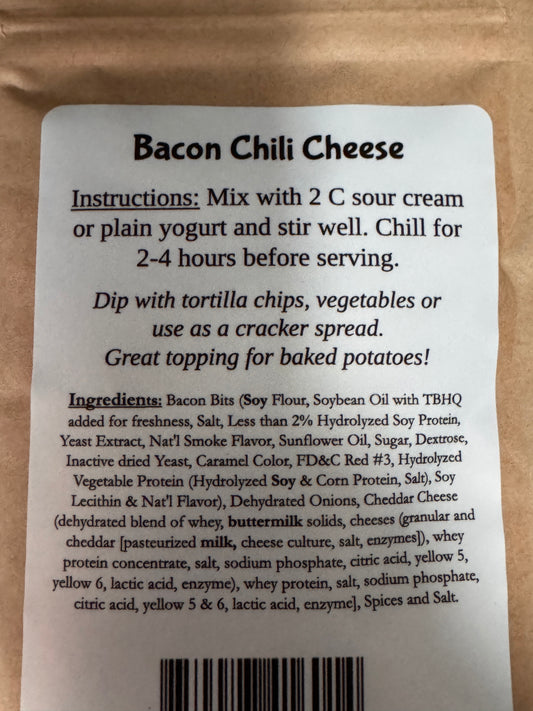 Bacon Chili Cheese
Instructions: Mix with 2 C sour cream
or plain yogurt and stir well. Chill for
2-4 hours before serving.
Dip with tortilla chips, vegetables or
use as a cracker spread.
Great topping for baked potatoes!
Ingredients: Bacon Bits (Soy Flour, Soybean Oil with TBHQ
added for freshness, Salt, Less than 2% Hydrolyzed Soy Protein,
Yeast Extract, Nat'l Smoke Flavor, Sunflower Oil, Sugar, Dextrose,
Inactive dried Yeast, Caramel Color, FD&C Red #3, Hydrolyzed
Vegetable Protein (Hydrolyzed Soy & Corn Protein, Salt), Soy
Lecithin & Nat'l Flavor), Dehydrated Onions, Cheddar Cheese
(dehydrated blend of whey, buttermilk solids, cheeses (granular and
cheddar [pasteurized milk, cheese culture, salt, enzymes]), whey
protein concentrate, salt, sodium phosphate, citric acid, yellow 5,
yellow 6, lactic acid, enzyme), whey protein, salt, sodium phosphate,
citric acid, yellow 5 & 6, lactic acid, enzyme], Spices and Salt.